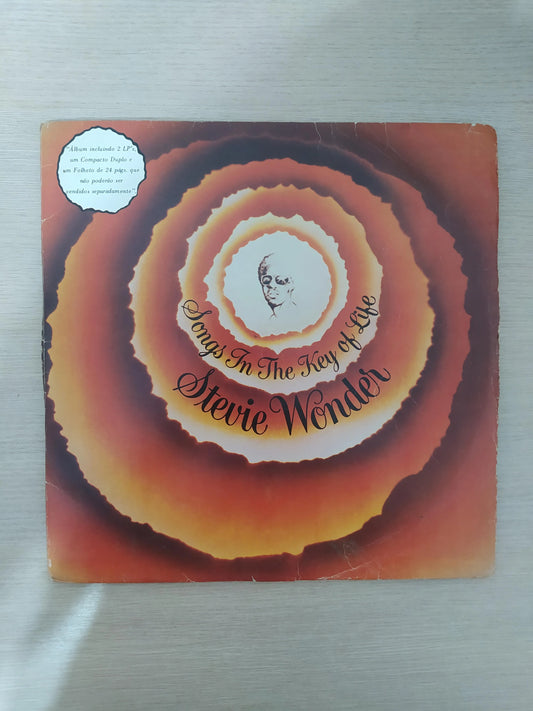 "Álbum incluindo 2 LP's,
um Compacto Duplo e
um Folheto de 24 págs. que
não poderão ser
vendidos separadamente".
Songs In The Key of Life
Stevie Wonder